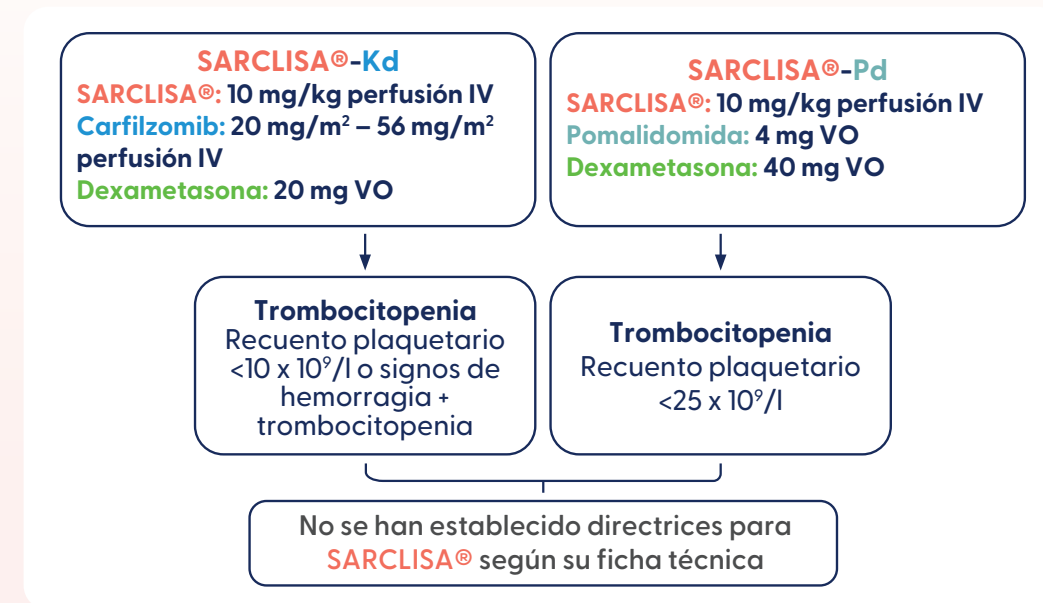 SARCLISA®-Kd
SARCLISA®: 10 mg/kg perfusión IV
Carfilzomib: 20 mg/m² – 56 mg/m²
perfusión IV
Dexametasona: 20 mg VO
SARCLISA®-Pd
SARCLISA®: 10 mg/kg perfusión IV
Pomalidomida: 4 mg VO
Dexametasona: 40 mg VO
Trombocitopenia
Recuento plaquetario
<10 x 10⁹/l o signos de
hemorragia +
trombocitopenia
Trombocitopenia
Recuento plaquetario
<25 x 10⁹/l
No se han establecido directrices para
SARCLISA® según su ficha técnica